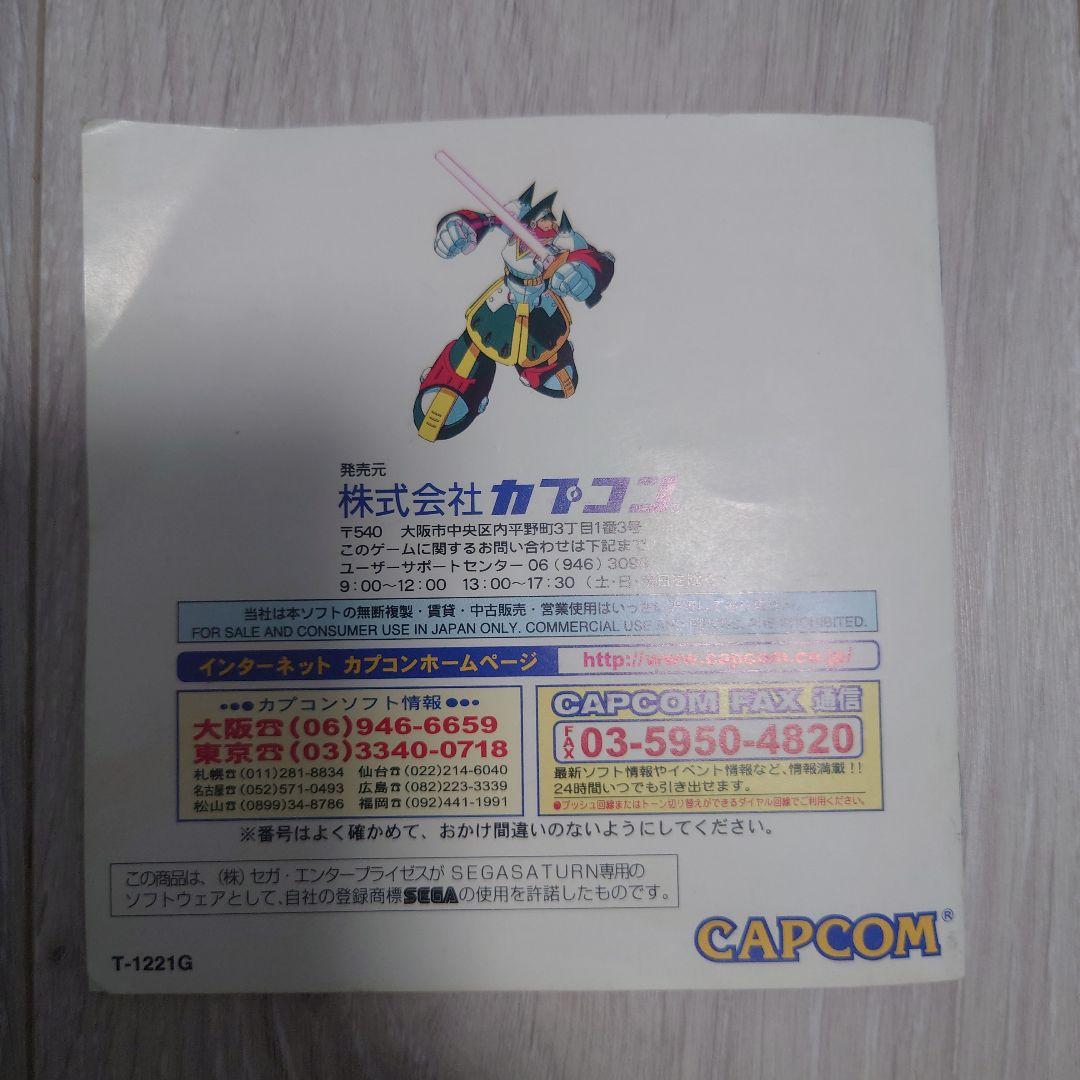 発売元
株式会社 カプコン
〒540 大阪市中央区内平野町3丁目1番3号
このゲームに関するお問い合わせは下記まで
ユーザーサポートセンター 06(946)
9:00〜12:00 13:00〜17:30 (土・日・
当社は本ソフトの無断複製・賃貸・中古販売・営業使用はいっさい
FOR SALE AND CONSUMER USE IN JAPAN ONLY. COMMERCIAL USE AND
インターネット カプコンホームページ http://www.capcom.co.jp/
●●● カプコンソフト情報 ●●●
大阪☎(06)946-6659
東京☎(03)3340-0718
札幌☎(011)281-8834 仙台☎(022)214-6040
名古屋☎(052)571-0493 広島☎(082)223-3339
松山☎(0899)34-8786 福岡☎(092)441-1991
CAPCOM FAX 通信
FAX 03-5950-4820
最新ソフト情報やイベント情報など、情報満載!!
24時間いつでも引き出せます。
●プッシュ回線またはトーン切り替えができるダイヤル回線でご利用ください。
※番号はよく確かめて、おかけ間違いのないようにしてください。
この商品は、(株)セガ・エンタープライゼスがSEGASATURN専用の
ソフトウェアとして、自社の登録商標SEGAの使用を許諾したものです。
CAPCOM®
T-1221G